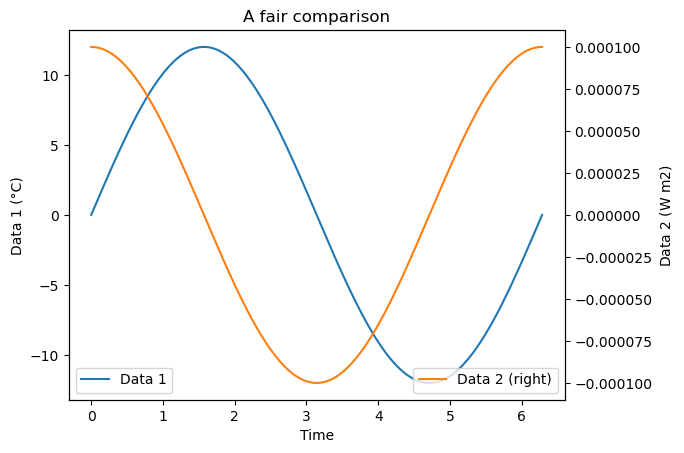 A fair comparison
10
5
0
−5
−10
Data 1 (°C)
0.000100
0.000075
0.000050
0.000025
0.000000
−0.000025
−0.000050
−0.000075
−0.000100
Data 2 (W m2)
Data 1
Data 2 (right)
0 1 2 3 4 5 6
Time